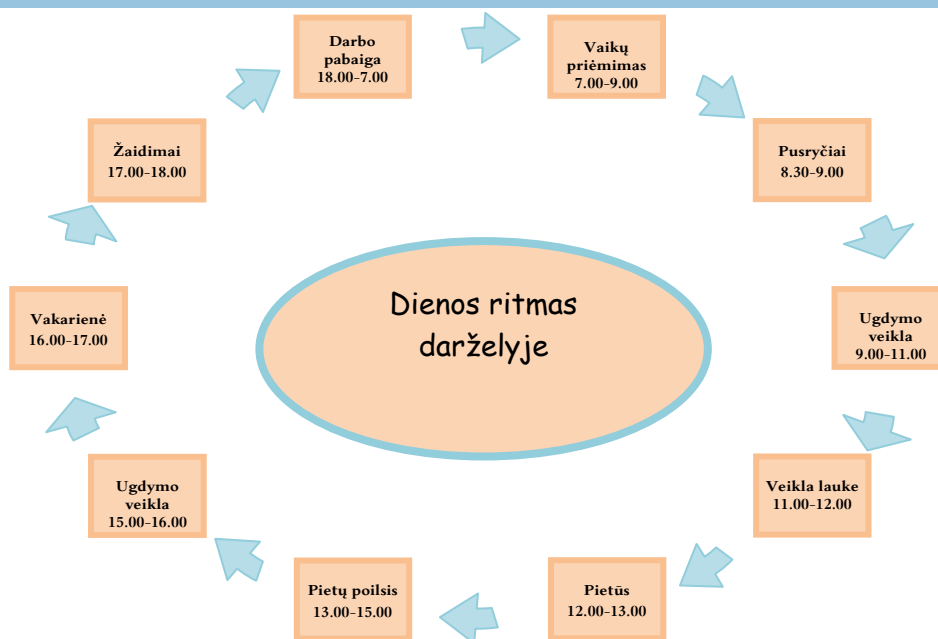 Dienos ritmas
darželyje
Vaikų
priėmimas
7.00-9.00
Pusryčiai
8.30-9.00
Ugdymo
veikla
9.00-11.00
Veikla lauke
11.00-12.00
Pietūs
12.00-13.00
Pietų poilsis
13.00-15.00
Ugdymo
veikla
15.00-16.00
Vakarienė
16.00-17.00
Žaidimai
17.00-18.00
Darbo
pabaiga
18.00-7.00